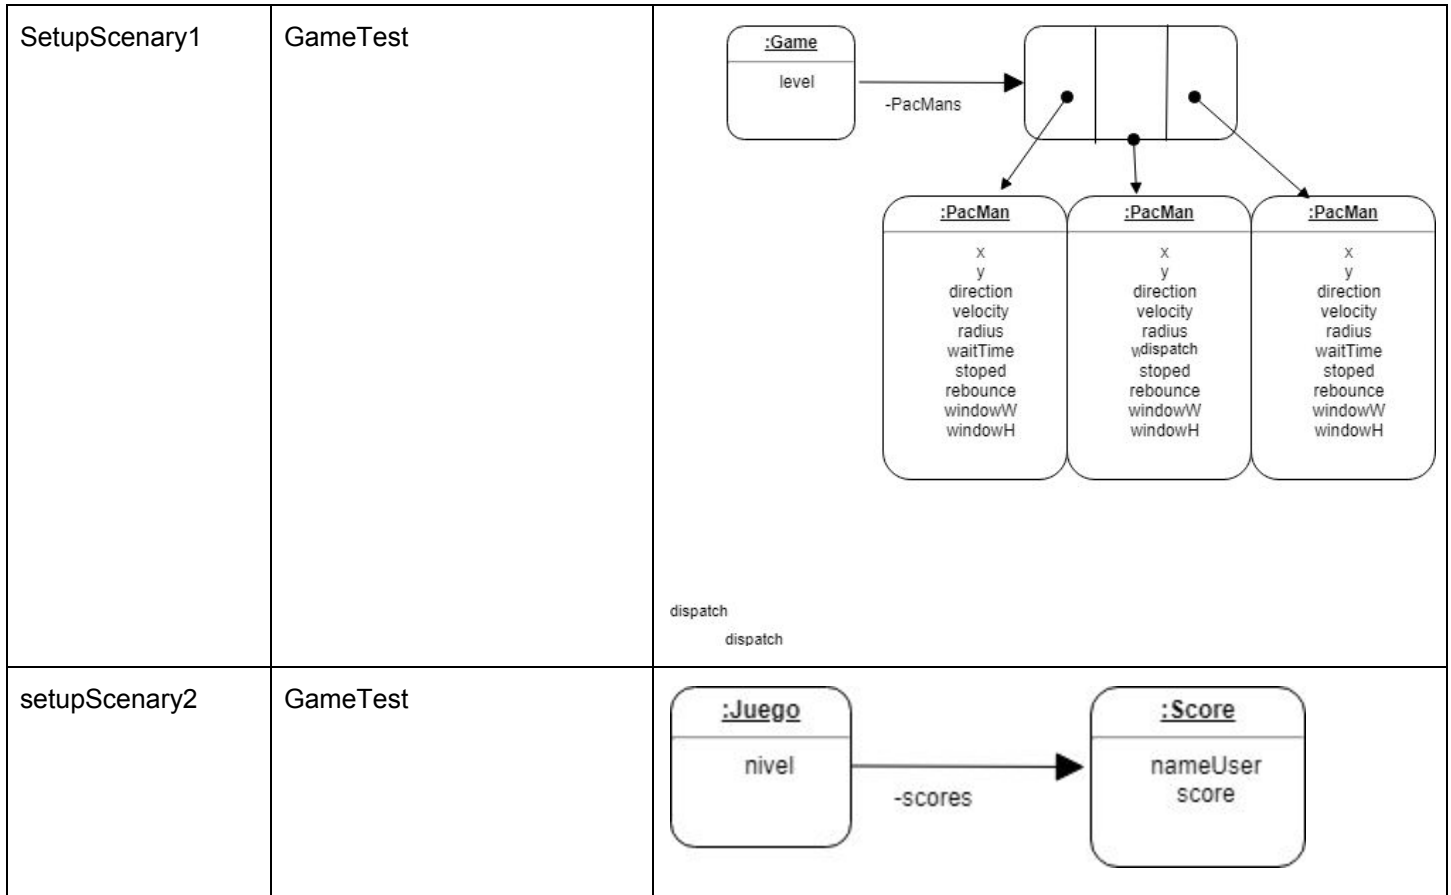 SetupScenary1
GameTest
:Game
level
-PacMans
:PacMan
x
y
direction
velocity
radius
waitTime
stoped
rebounce
windowW
windowH
:PacMan
x
y
direction
velocity
radius
dispatch
stoped
rebounce
windowW
windowH
:PacMan
x
y
direction
velocity
radius
waitTime
stoped
rebounce
windowW
windowH
dispatch
dispatch
setupScenary2
GameTest
:Juego
nivel
-scores
:Score
nameUser
score